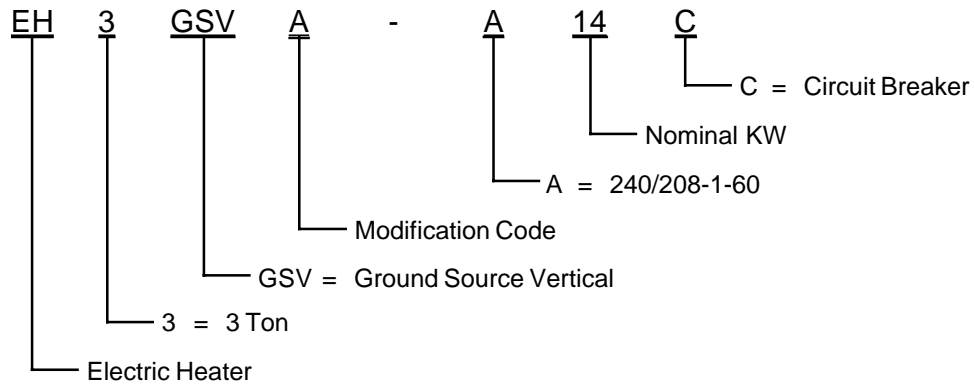 EH 3 GSV A - A 14 C
C = Circuit Breaker
Nominal KW
A = 240/208-1-60
Modification Code
GSV = Ground Source Vertical
3 = 3 Ton
Electric Heater